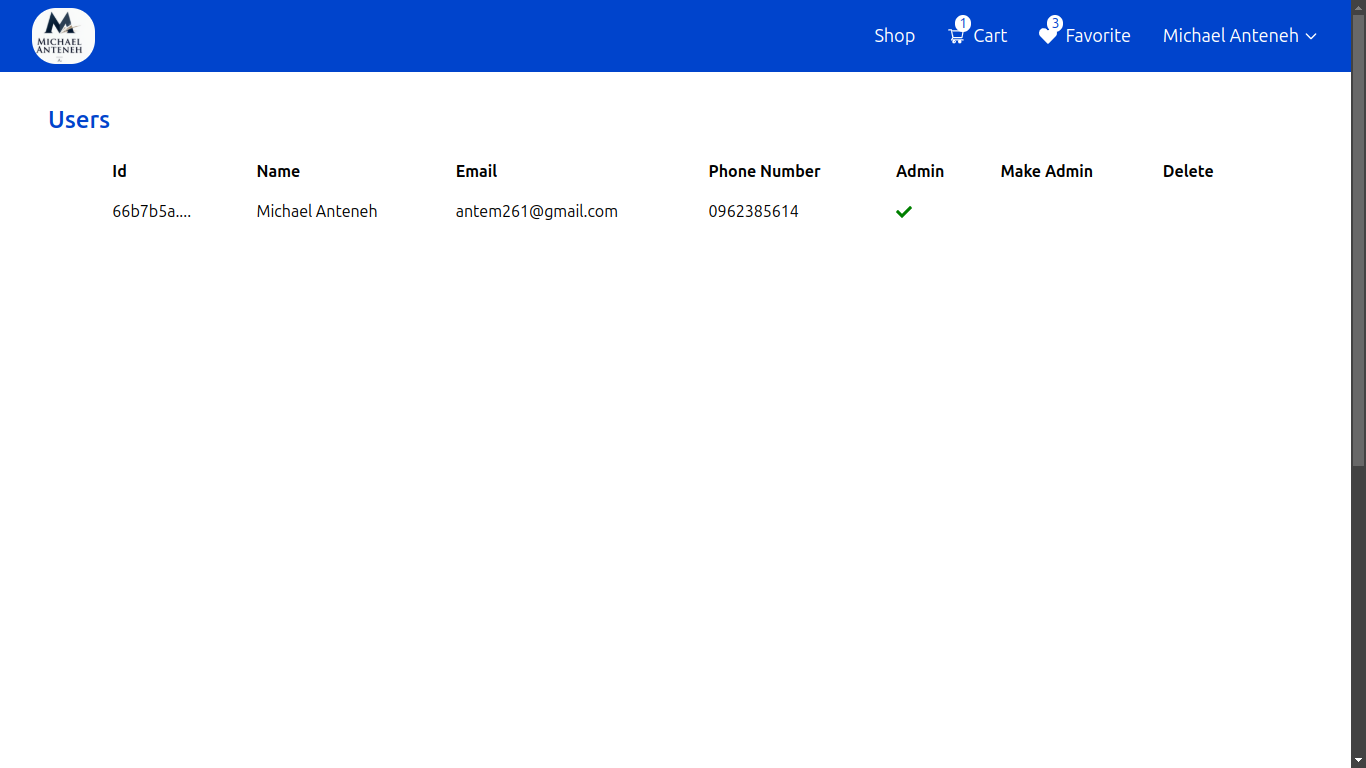 MICHAEL
ANTENEH
Shop 1 Cart 3 Favorite Michael Anteneh
Users
Id Name Email Phone Number Admin Make Admin Delete
66b7b5a.... Michael Anteneh antem261@gmail.com 0962385614